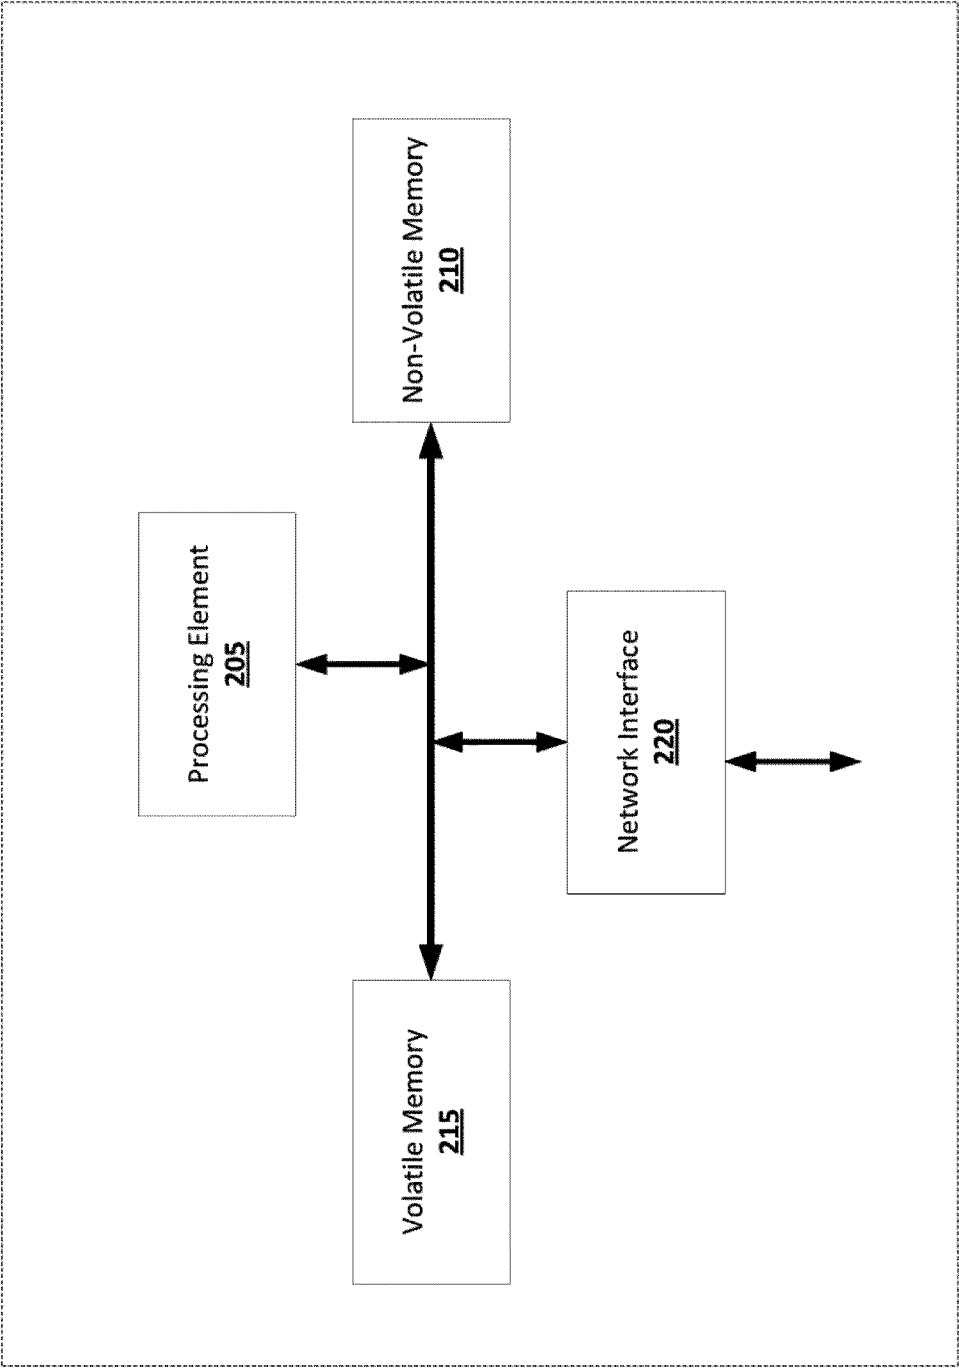 Processing Element
205
Volatile Memory
215
Non-Volatile Memory
210
Network Interface
220